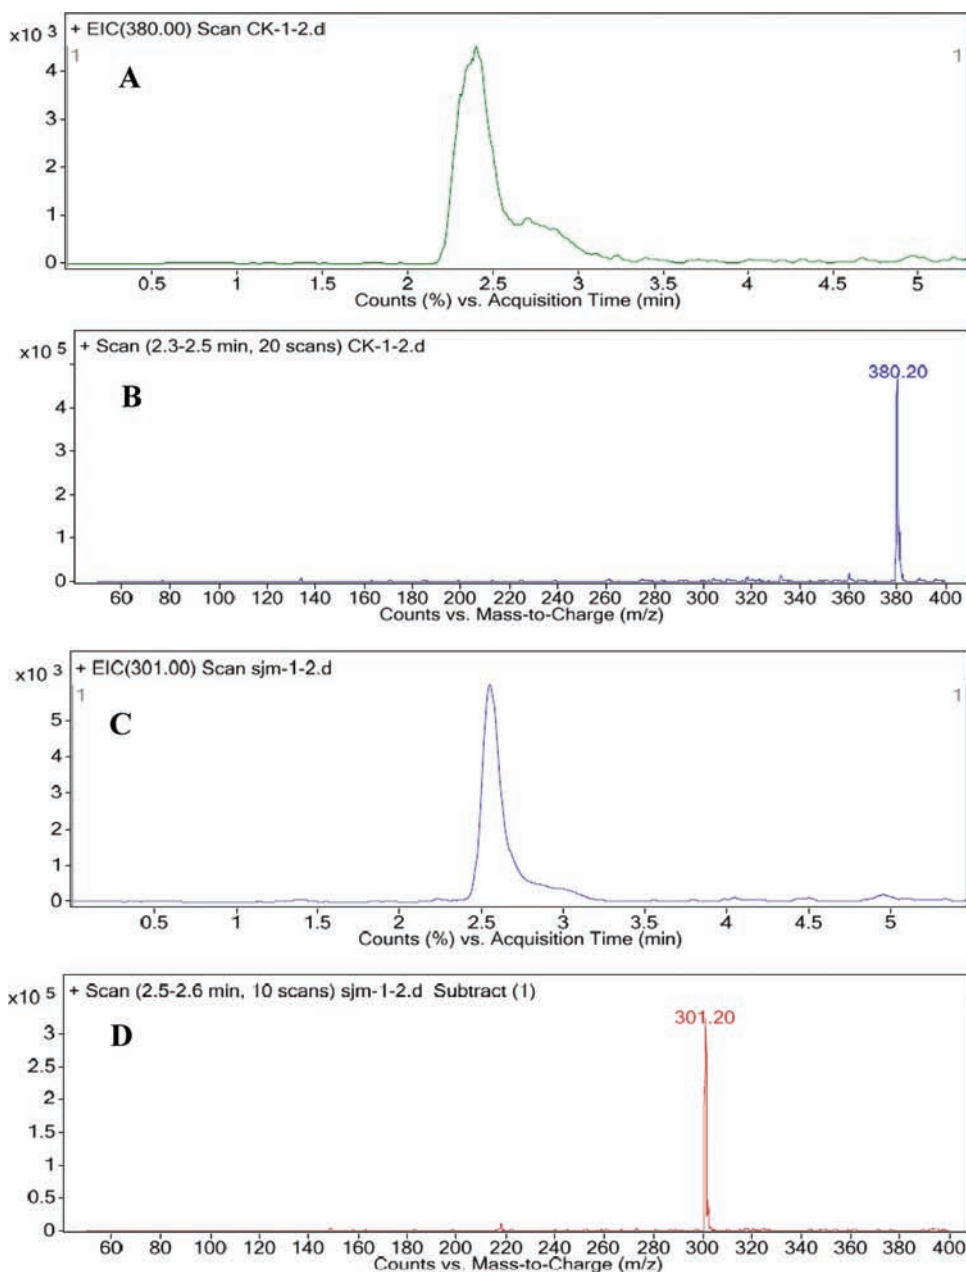 + EIC(380.00) Scan CK-1-2.d
x10 3
1 1
A
4
3
2
1
0
0.5 1 1.5 2 2.5 3 3.5 4 4.5 5
Counts (%) vs. Acquisition Time (min)
+ Scan (2.3-2.5 min, 20 scans) CK-1-2.d
x10 5
380.20
B
4
3
2
1
0
60 80 100 120 140 160 180 200 220 240 260 280 300 320 340 360 380 400
Counts vs. Mass-to-Charge (m/z)
+ EIC(301.00) Scan sjm-1-2.d
x10 3
1 1
C
5
4
3
2
1
0
0.5 1 1.5 2 2.5 3 3.5 4 4.5 5
Counts (%) vs. Acquisition Time (min)
+ Scan (2.5-2.6 min, 10 scans) sjm-1-2.d Subtract (1)
x10 5
301.20
D
3
2.5
2
1.5
1
0.5
0
60 80 100 120 140 160 180 200 220 240 260 280 300 320 340 360 380 400
Counts vs. Mass-to-Charge (m/z)